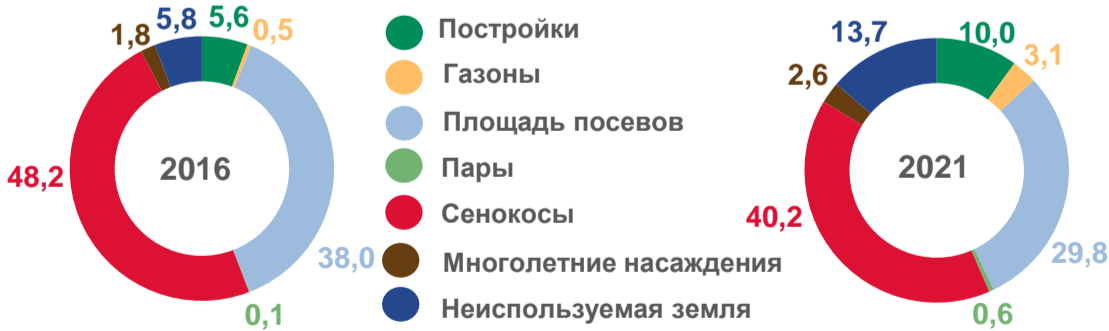 5,8
5,6
0,5
1,8
48,2
2016
38,0
0,1
Постройки
Газоны
Площадь посевов
Пары
Сенокосы
Многолетние насаждения
Неиспользуемая земля
13,7
10,0
3,1
2,6
2021
40,2
29,8
0,6